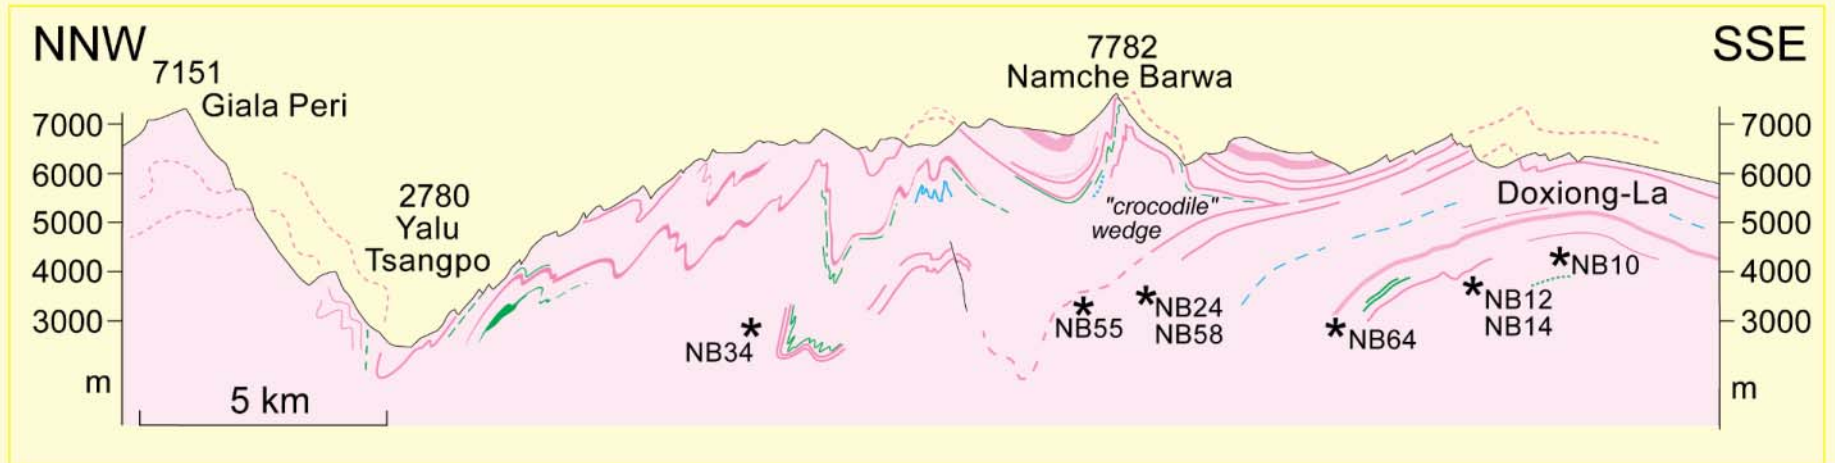 NNW
SSE
7151
Giala Peri
7782
Namche Barwa
2780
Yalu
Tsangpo
7000
6000
5000
4000
3000
m
5 km
"crocodile"
wedge
Doxiong-La
NB34
NB55
NB24
NB58
NB64
NB12
NB14
NB10
7000
6000
5000
4000
3000
m